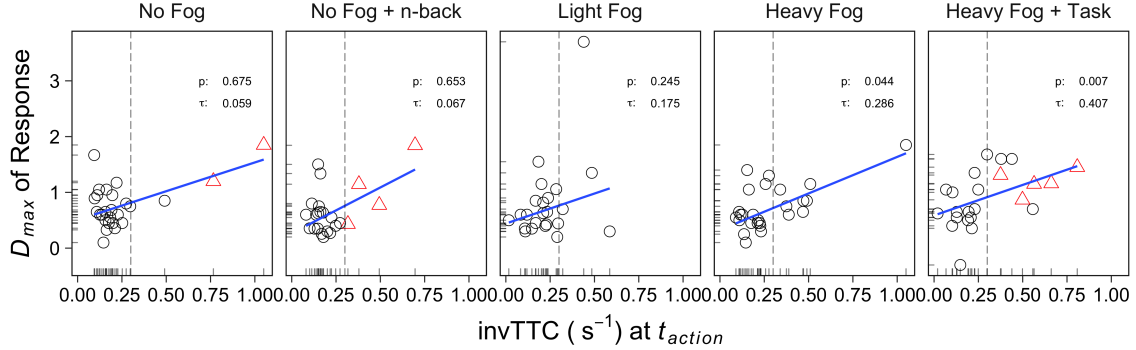 No Fog
No Fog + n-back
Light Fog
Heavy Fog
Heavy Fog + Task
D_max of Response
3
2
1
0
p: 0.675
τ: 0.059
p: 0.653
τ: 0.067
p: 0.245
τ: 0.175
p: 0.044
τ: 0.286
p: 0.007
τ: 0.407
0.00 0.25 0.50 0.75 1.00
0.00 0.25 0.50 0.75 1.00
0.00 0.25 0.50 0.75 1.00
0.00 0.25 0.50 0.75 1.00
0.00 0.25 0.50 0.75 1.00
invTTC ( s⁻¹) at t_action